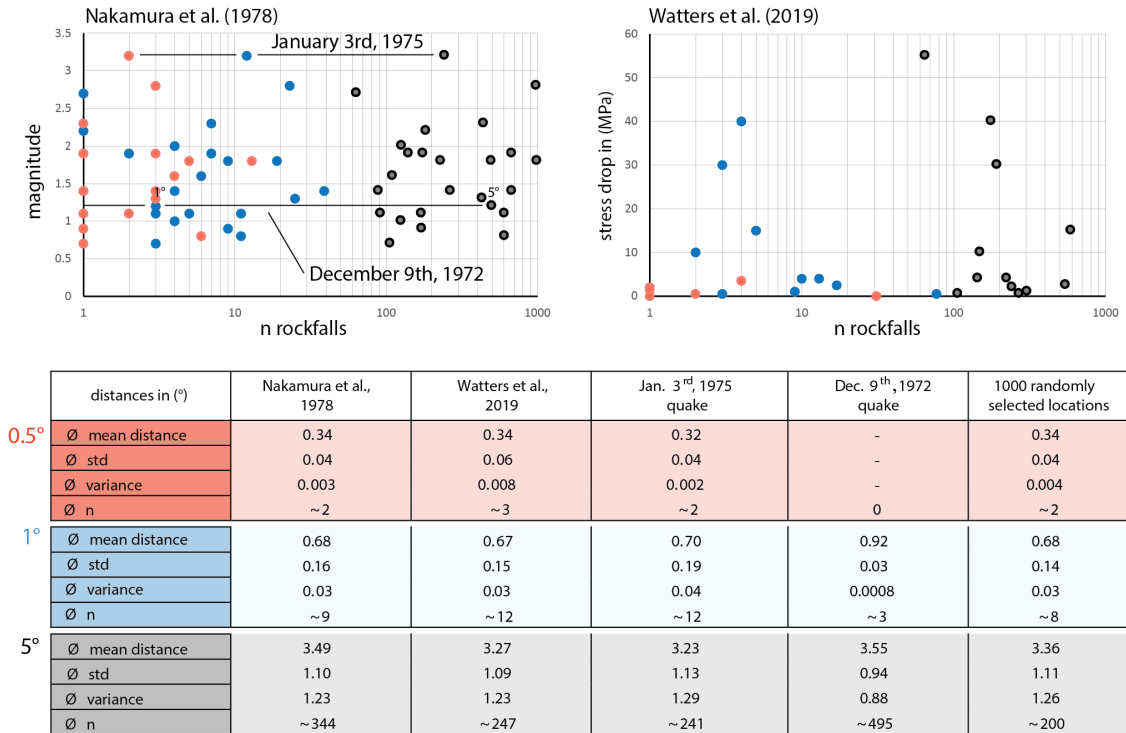 Nakamura et al. (1978)
3.5
3
2.5
2
1.5
1
0.5
0
magnitude
January 3rd, 1975
1°
5°
December 9th, 1972
1 10 100 1000
n rockfalls
Watters et al. (2019)
60
50
40
30
20
10
0
stress drop in (MPa)
1 10 100 1000
n rockfalls
distances in (°) Nakamura et al., 1978 Watters et al., 2019 Jan. 3rd, 1975 quake Dec. 9th, 1972 quake 1000 randomly selected locations
0.5°
Ø mean distance 0.34 0.34 0.32 - 0.34
Ø std 0.04 0.06 0.04 - 0.04
Ø variance 0.003 0.008 0.002 - 0.004
Ø n ~2 ~3 ~2 0 ~2
1°
Ø mean distance 0.68 0.67 0.70 0.92 0.68
Ø std 0.16 0.15 0.19 0.03 0.14
Ø variance 0.03 0.03 0.04 0.0008 0.03
Ø n ~9 ~12 ~12 ~3 ~8
5°
Ø mean distance 3.49 3.27 3.23 3.55 3.36
Ø std 1.10 1.09 1.13 0.94 1.11
Ø variance 1.23 1.23 1.29 0.88 1.26
Ø n ~344 ~247 ~241 ~495 ~200